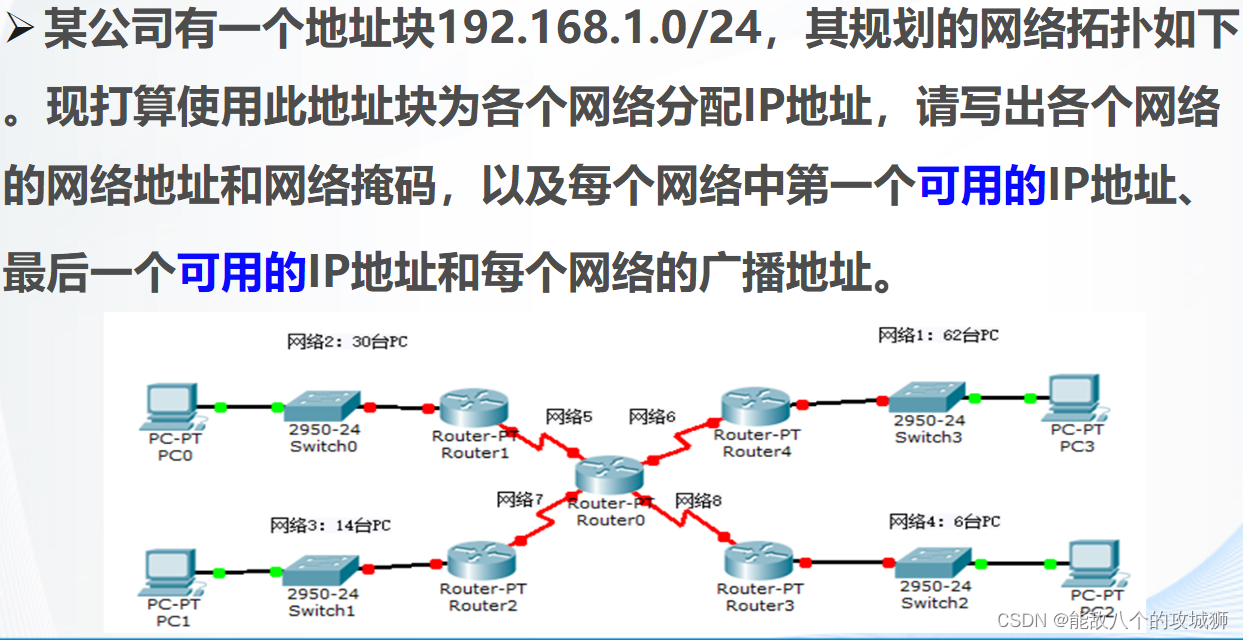 ➢某公司有一个地址块192.168.1.0/24，其规划的网络拓扑如下
。现打算使用此地址块为各个网络分配IP地址，请写出各个网络
的网络地址和网络掩码，以及每个网络中第一个可用的IP地址、
最后一个可用的IP地址和每个网络的广播地址。
网络2：30台PC
网络1：62台PC
PC-PT
PC0
2950-24
Switch0
Router-PT
Router1
网络5
网络6
Router-PT
Router4
2950-24
Switch3
PC-PT
PC3
网络7
Router-PT
Router0
网络8
网络3：14台PC
网络4：6台PC
PC-PT
PC1
2950-24
Switch1
Router-PT
Router2
Router-PT
Router3
2950-24
Switch2
PC-PT
PC2
CSDN @能敌八个的攻城狮